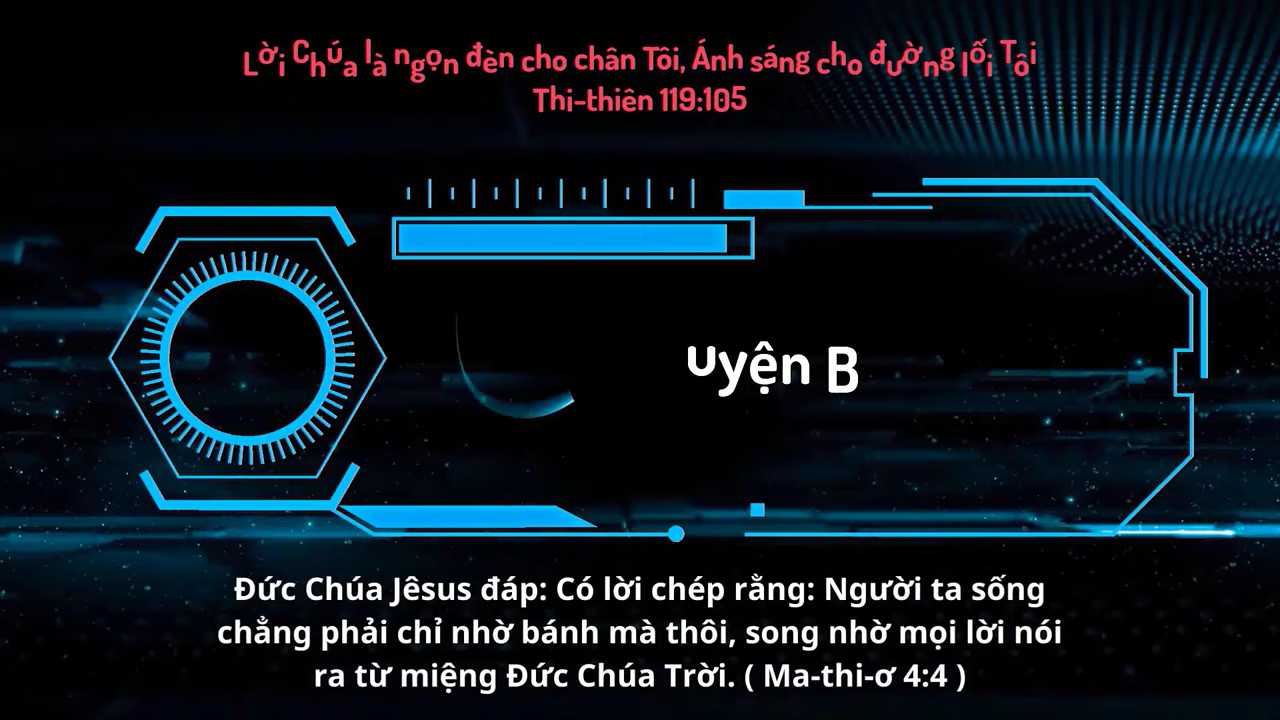 Lời Chúa là ngọn đèn cho chân Tôi, Ánh sáng cho đường lối Tôi
Thi-thiên 119:105
uyện B
Đức Chúa Jêsus đáp: Có lời chép rằng: Người ta sống
chẳng phải chỉ nhờ bánh mà thôi, song nhờ mọi lời nói
ra từ miệng Đức Chúa Trời. ( Ma-thi-ơ 4:4 )